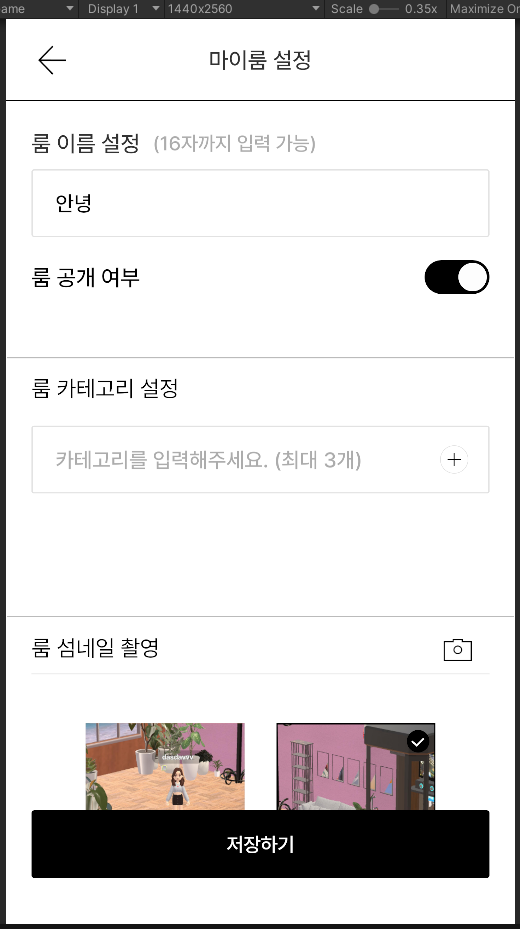 ame Display 1 1440x2560 Scale 0.35x Maximize On
마이룸 설정
룸 이름 설정 (16자까지 입력 가능)
안녕
룸 공개 여부
룸 카테고리 설정
카테고리를 입력해주세요. (최대 3개)
룸 섬네일 촬영
저장하기